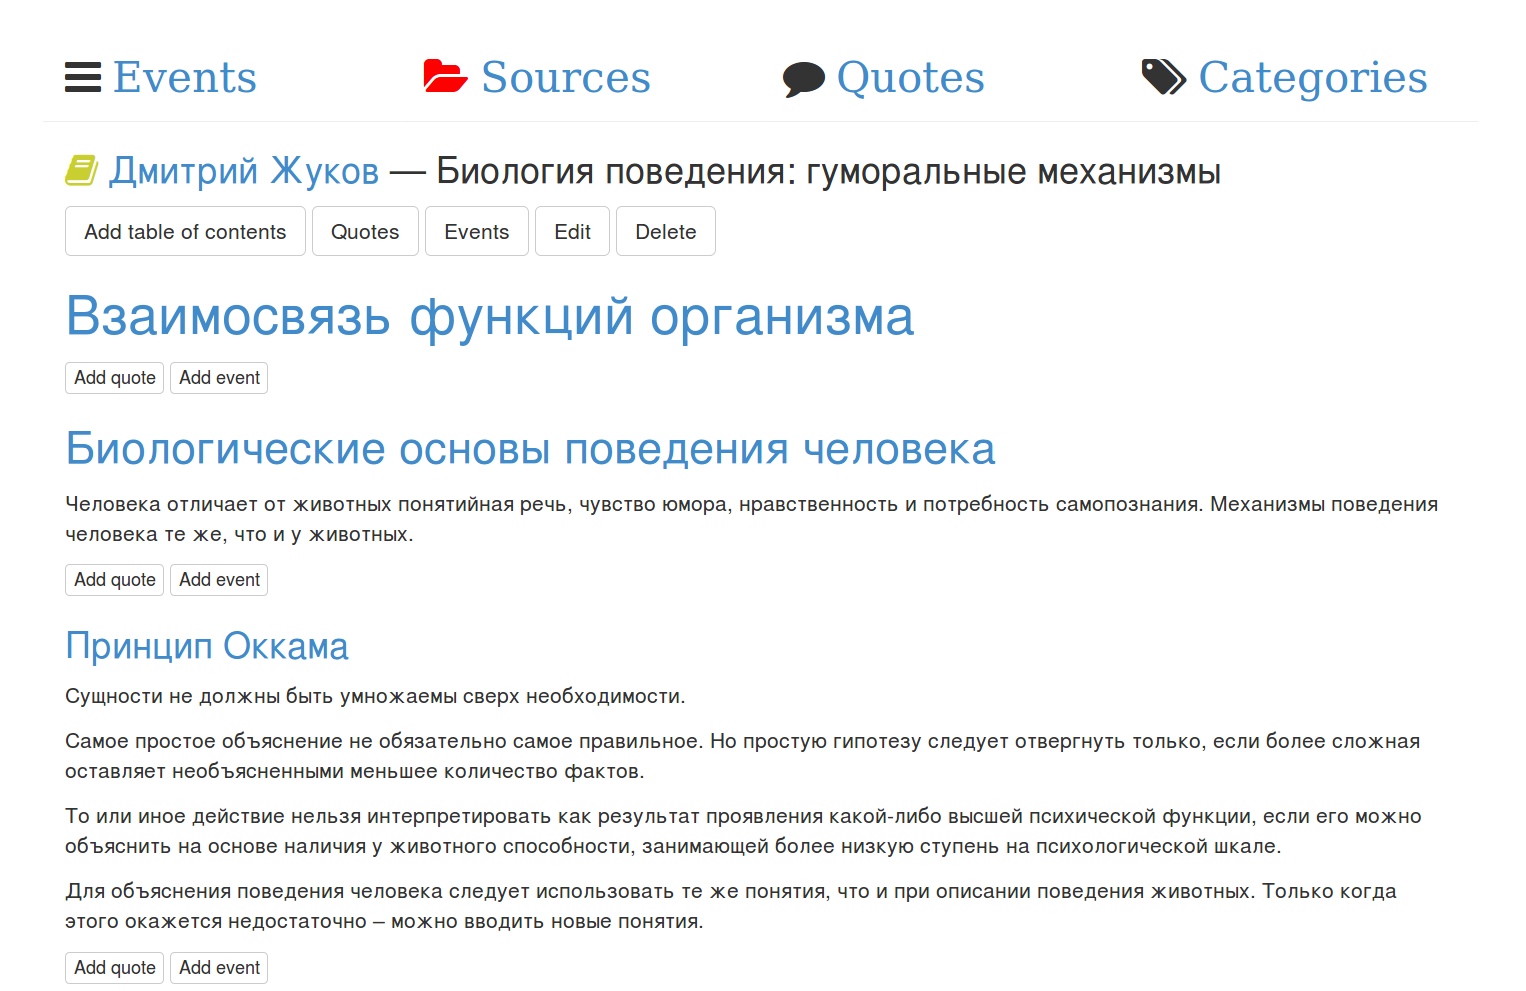 Events Sources Quotes Categories
Дмитрий Жуков — Биология поведения: гуморальные механизмы
Add table of contents Quotes Events Edit Delete
Взаимосвязь функций организма
Add quote Add event
Биологические основы поведения человека
Человека отличает от животных понятийная речь, чувство юмора, нравственность и потребность самопознания. Механизмы поведения
человека те же, что и у животных.
Add quote Add event
Принцип Оккама
Сущности не должны быть умножаемы сверх необходимости.
Самое простое объяснение не обязательно самое правильное. Но простую гипотезу следует отвергнуть только, если более сложная
оставляет необъясненными меньшее количество фактов.
То или иное действие нельзя интерпретировать как результат проявления какой-либо высшей психической функции, если его можно
объяснить на основе наличия у животного способности, занимающей более низкую ступень на психологической шкале.
Для объяснения поведения человека следует использовать те же понятия, что и при описании поведения животных. Только когда
этого окажется недостаточно – можно вводить новые понятия.
Add quote Add event